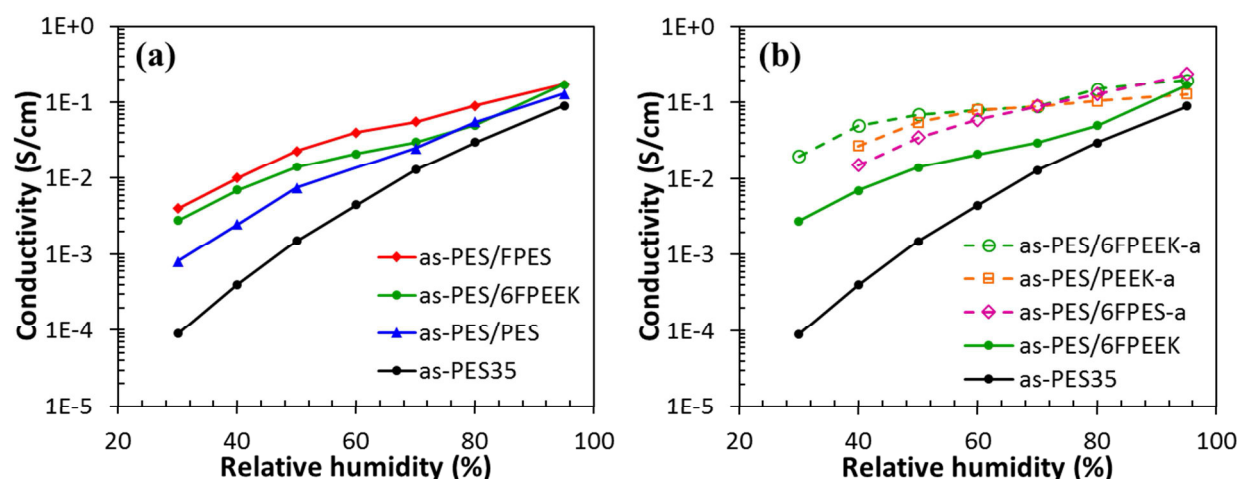 (a)
Conductivity (S/cm)
1E+0
1E-1
1E-2
1E-3
1E-4
1E-5
as-PES/FPES
as-PES/6FPEEK
as-PES/PES
as-PES35
20
40
60
80
100
Relative humidity (%)
(b)
Conductivity (S/cm)
1E+0
1E-1
1E-2
1E-3
1E-4
1E-5
as-PES/6FPEEK-a
as-PES/PEEK-a
as-PES/6FPES-a
as-PES/6FPEEK
as-PES35
20
40
60
80
100
Relative humidity (%)